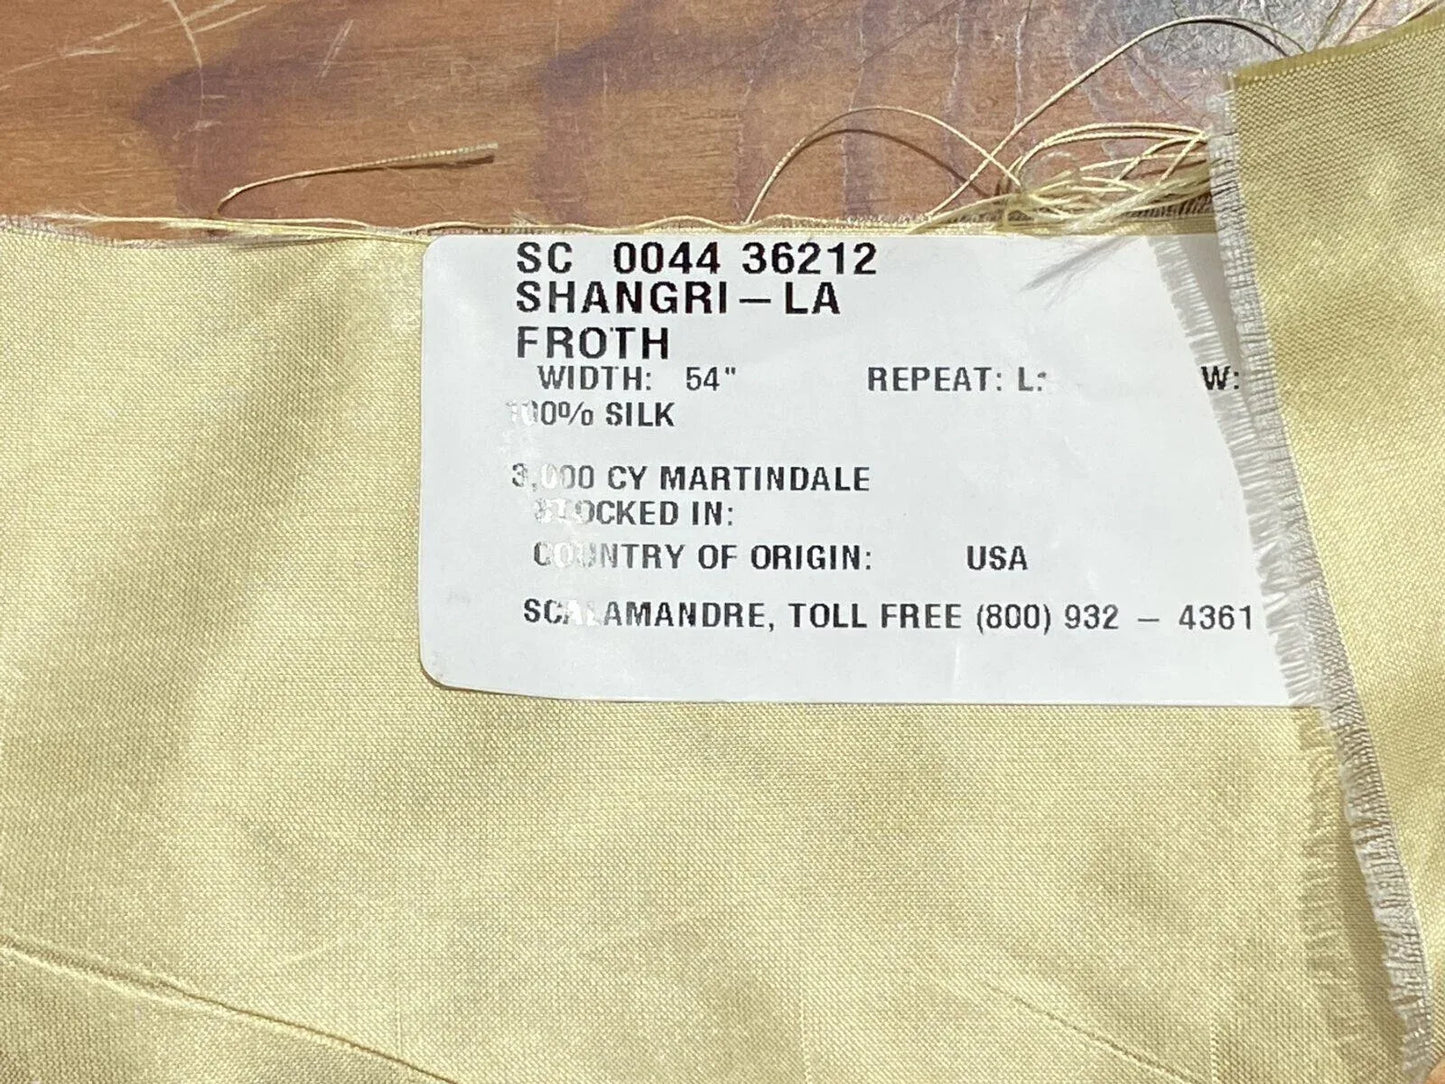 SC 0044 36212
SHANGRI – LA
FROTH
WIDTH: 54" REPEAT: L: W:
100% SILK
3,000 CY MARTINDALE
STOCKED IN:
COUNTRY OF ORIGIN: USA
SCALAMANDRE, TOLL FREE (800) 932 – 4361